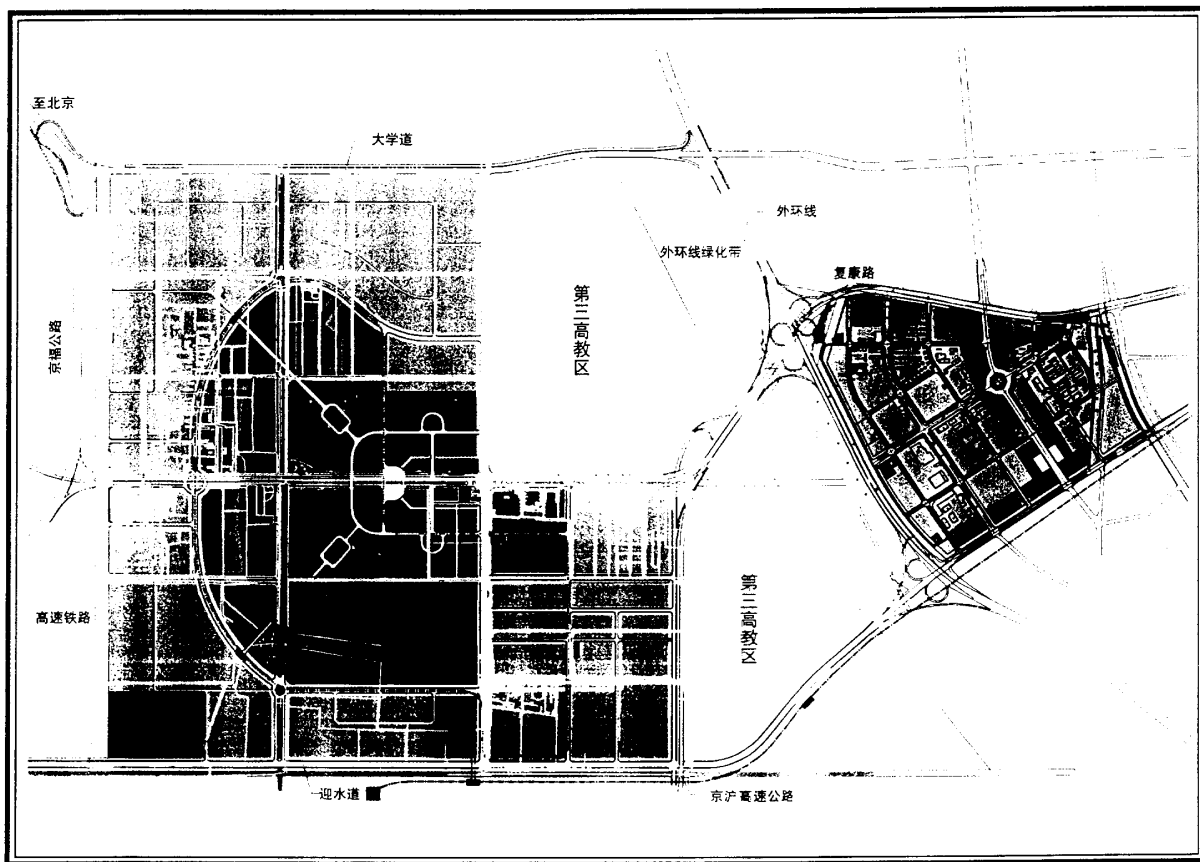 至北京
大学道
外环线
外环线绿化带
复康路
第三高教区
京福公路
第三高教区
高速铁路
迎水道
京沪高速公路